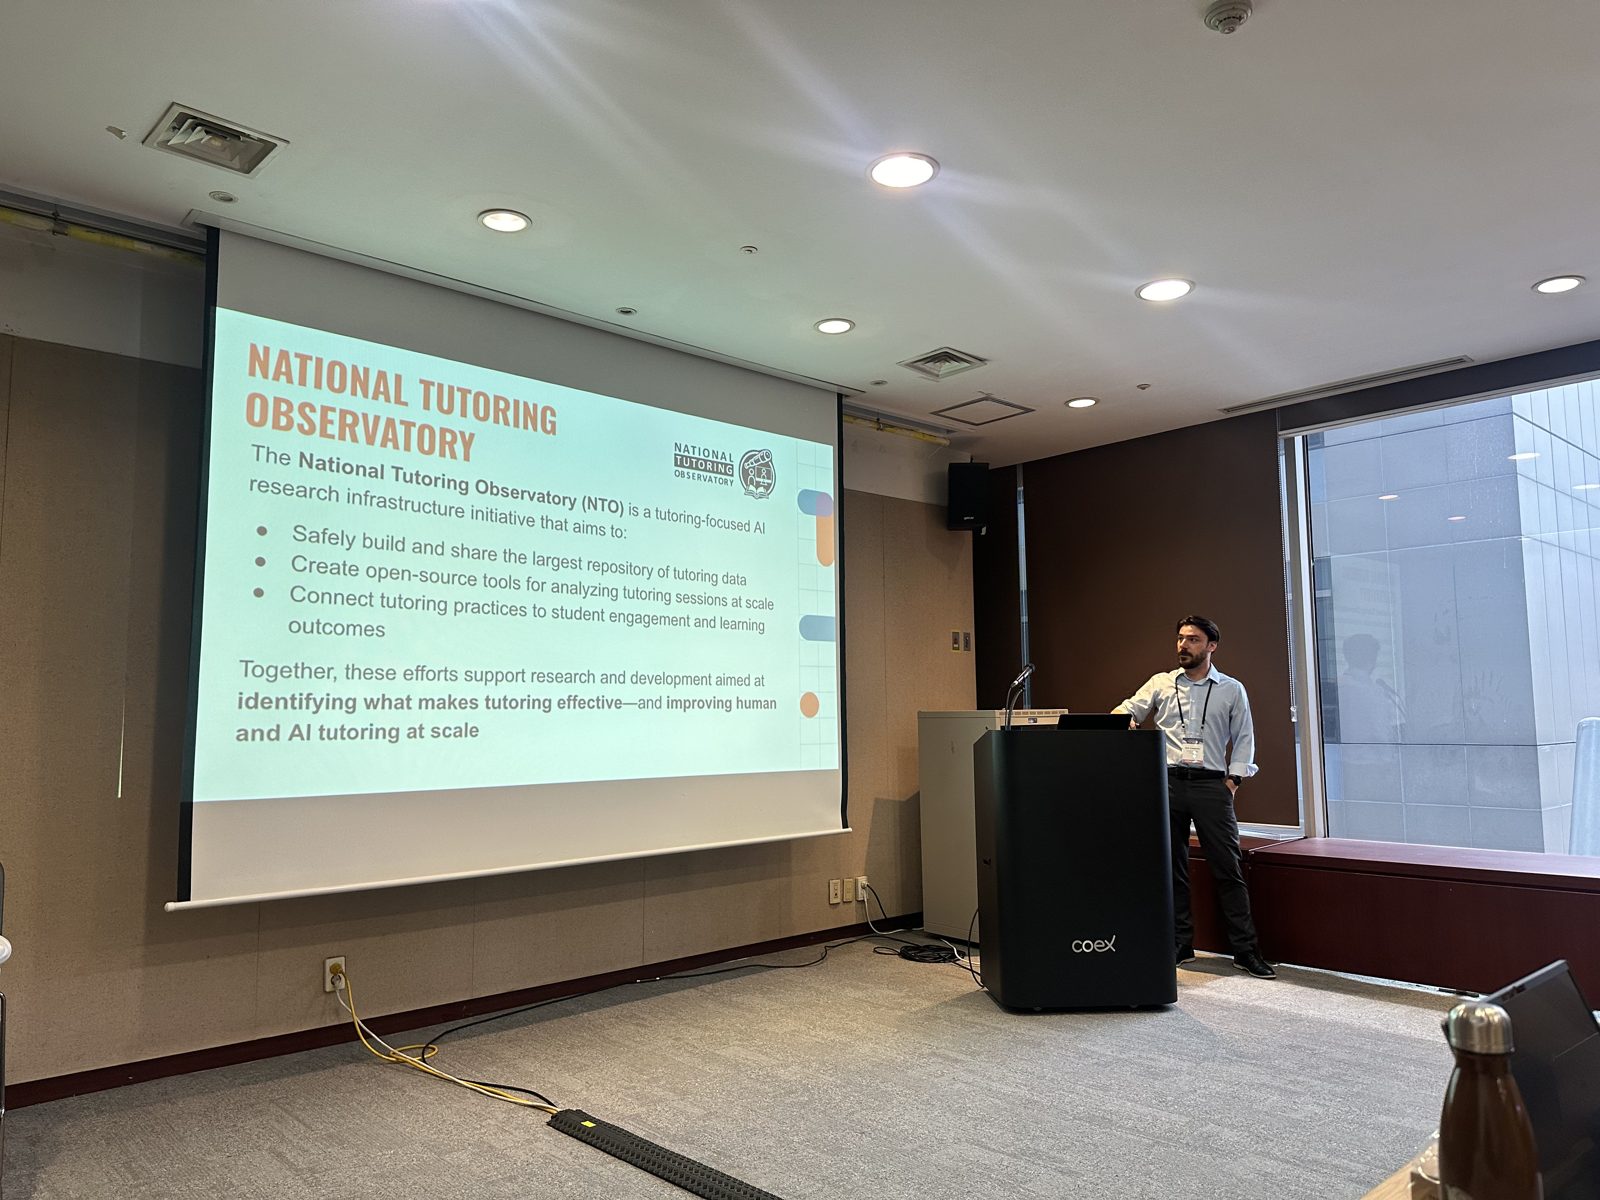 NATIONAL TUTORING
OBSERVATORY
NATIONAL
TUTORING
OBSERVATORY
The National Tutoring Observatory (NTO) is a tutoring-focused AI
research infrastructure initiative that aims to:
● Safely build and share the largest repository of tutoring data
● Create open-source tools for analyzing tutoring sessions at scale
● Connect tutoring practices to student engagement and learning
outcomes
Together, these efforts support research and development aimed at
identifying what makes tutoring effective—and improving human
and AI tutoring at scale
coex